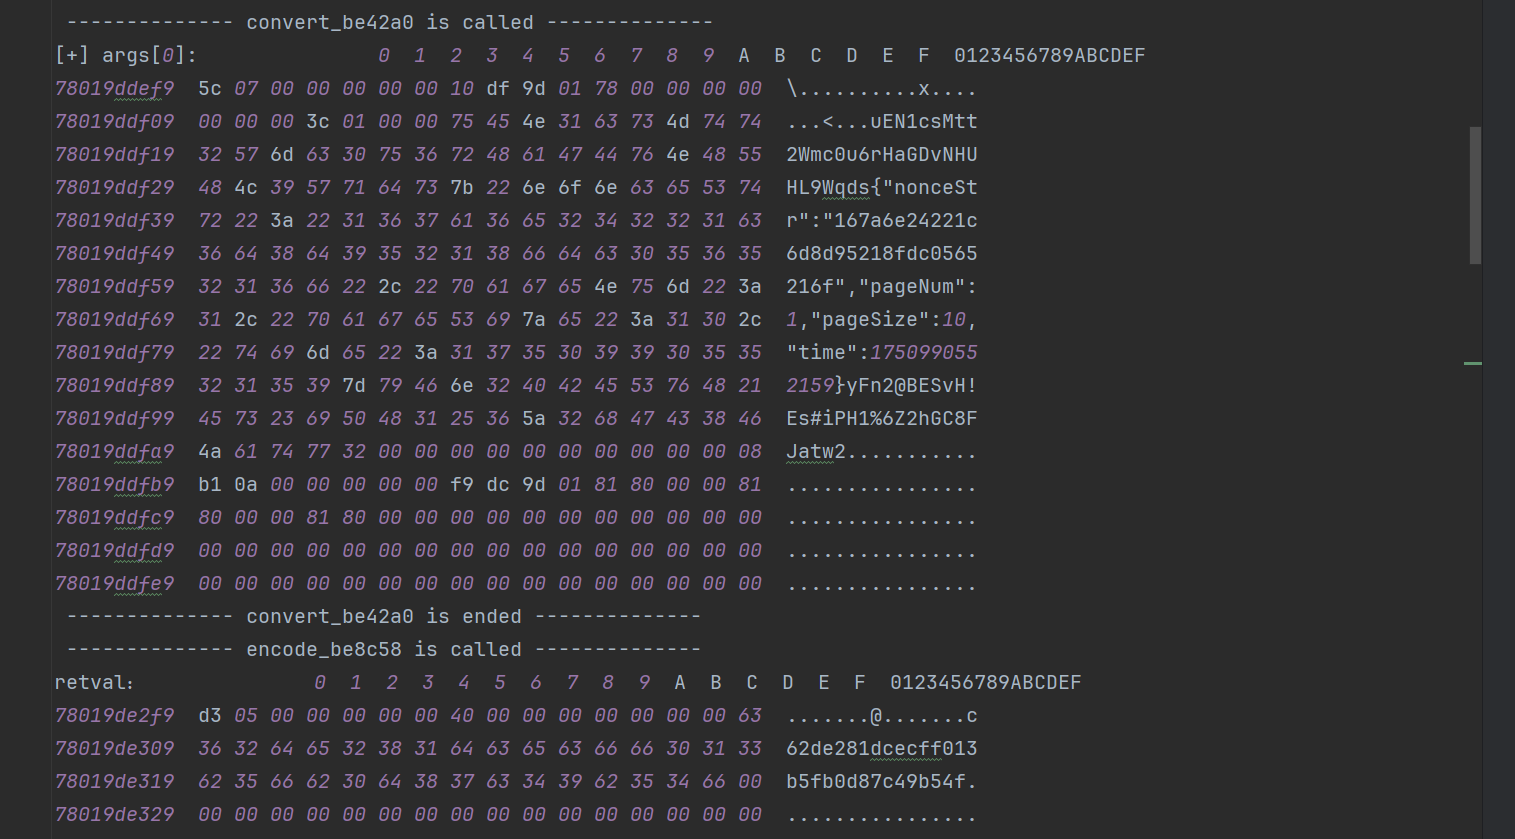 -------------- convert_be42a0 is called --------------
[+] args[0]:               0  1  2  3  4  5  6  7  8  9  A  B  C  D  E  F  0123456789ABCDEF
78019ddef9  5c 07 00 00 00 00 00 10 df 9d 01 78 00 00 00 00  \..........x....
78019ddf09  00 00 00 3c 01 00 00 75 45 4e 31 63 73 4d 74 74  ...<...uEN1csMtt
78019ddf19  32 57 6d 63 30 75 36 72 48 61 47 44 76 4e 48 55  2Wmc0u6rHaGDvNHU
78019ddf29  48 4c 39 57 71 64 73 7b 22 6e 6f 6e 63 65 53 74  HL9Wqds{"nonceSt
78019ddf39  72 22 3a 22 31 36 37 61 36 65 32 34 32 32 31 63  r":"167a6e24221c
78019ddf49  36 64 38 64 39 35 32 31 38 66 64 63 30 35 36 35  6d8d95218fdc0565
78019ddf59  32 31 36 66 22 2c 22 70 61 67 65 4e 75 6d 22 3a  216f","pageNum":
78019ddf69  31 2c 22 70 61 67 65 53 69 7a 65 22 3a 31 30 2c  1,"pageSize":10,
78019ddf79  22 74 69 6d 65 22 3a 31 37 35 30 39 39 30 35 35  "time":175099055
78019ddf89  32 31 35 39 7d 79 46 6e 32 40 42 45 53 76 48 21  2159}yFn2@BESvH!
78019ddf99  45 73 23 69 50 48 31 25 36 5a 32 68 47 43 38 46  Es#iPH1%6Z2hGC8F
78019ddfa9  4a 61 74 77 32 00 00 00 00 00 00 00 00 00 00 08  Jatw2...........
78019ddfb9  b1 0a 00 00 00 00 00 f9 dc 9d 01 81 80 00 00 81  ................
78019ddfc9  80 00 00 81 80 00 00 00 00 00 00 00 00 00 00 00  ................
78019ddfd9  00 00 00 00 00 00 00 00 00 00 00 00 00 00 00 00  ................
78019ddfe9  00 00 00 00 00 00 00 00 00 00 00 00 00 00 00 00  ................
-------------- convert_be42a0 is ended --------------
-------------- encode_be8c58 is called --------------
retval:               0  1  2  3  4  5  6  7  8  9  A  B  C  D  E  F  0123456789ABCDEF
78019de2f9  d3 05 00 00 00 00 00 40 00 00 00 00 00 00 00 63  .......@.......c
78019de309  36 32 64 65 32 38 31 64 63 65 63 66 66 30 31 33  62de281dcecff013
78019de319  62 35 66 62 30 64 38 37 63 34 39 62 35 34 66 00  b5fb0d87c49b54f.
78019de329  00 00 00 00 00 00 00 00 00 00 00 00 00 00 00 00  ................